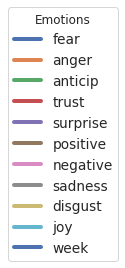 Emotions
fear
anger
anticip
trust
surprise
positive
negative
sadness
disgust
joy
week